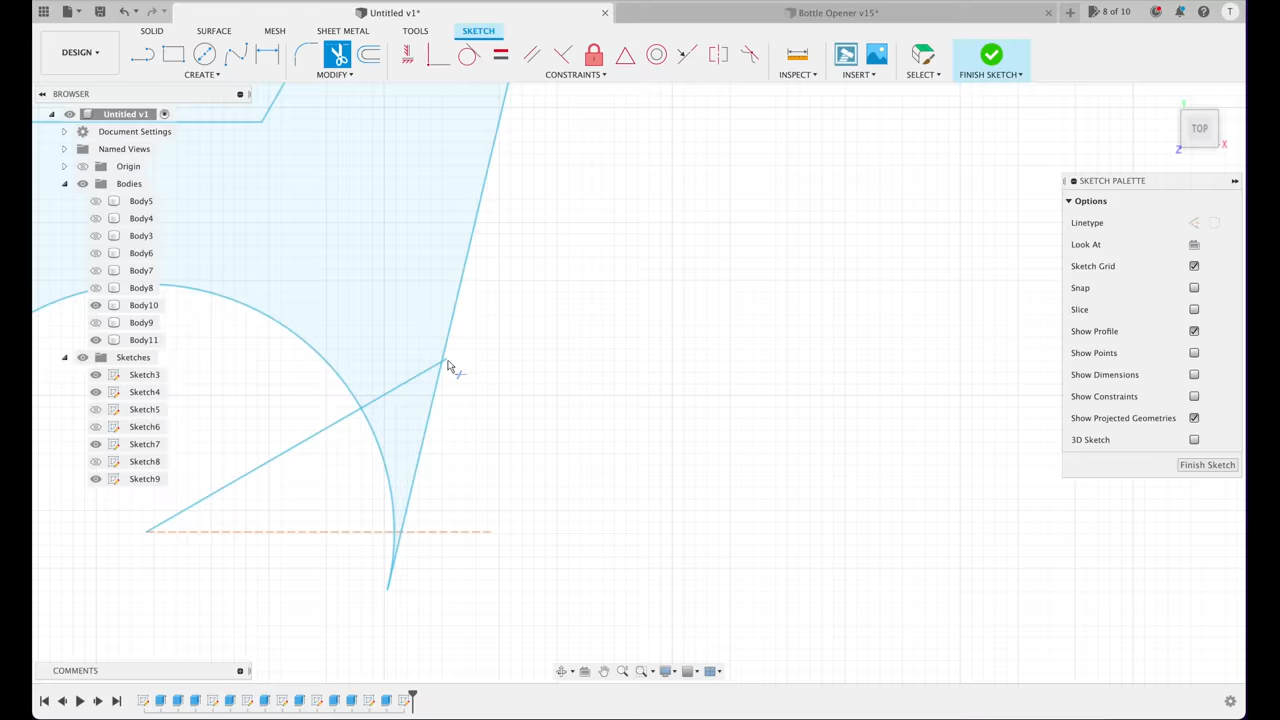 Untitled v1*
Bottle Opener v15*
8 of 10
T
DESIGN
SOLID
SURFACE
MESH
SHEET METAL
TOOLS
SKETCH
CREATE
MODIFY
CONSTRAINTS
INSPECT
INSERT
SELECT
FINISH SKETCH
BROWSER
Untitled v1
Document Settings
Named Views
Origin
Bodies
Body5
Body4
Body3
Body6
Body7
Body8
Body10
Body9
Body11
Sketches
Sketch3
Sketch4
Sketch5
Sketch6
Sketch7
Sketch8
Sketch9
TOP
X
Z
SKETCH PALETTE
Options
Linetype
Look At
Sketch Grid
Snap
Slice
Show Profile
Show Points
Show Dimensions
Show Constraints
Show Projected Geometries
3D Sketch
Finish Sketch
COMMENTS